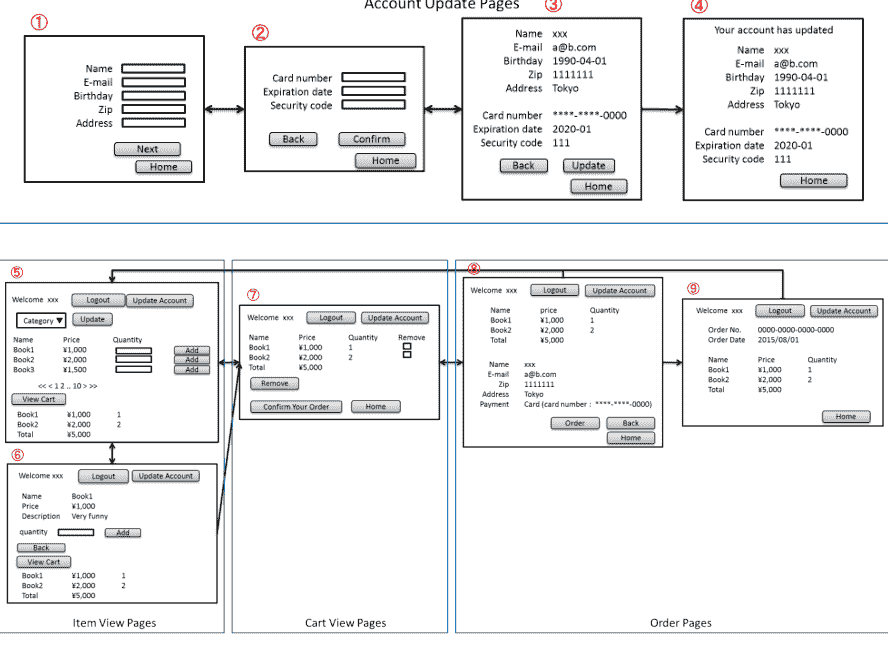 Account Update Pages
①
Name
E-mail
Birthday
Zip
Address
Next
Home
②
Card number
Expiration date
Security code
Back Confirm
Home
③
Name xxx
E-mail a@b.com
Birthday 1990-04-01
Zip 1111111
Address Tokyo
Card number ****-****-0000
Expiration date 2020-01
Security code 111
Back Update
Home
④
Your account has updated
Name xxx
E-mail a@b.com
Birthday 1990-04-01
Zip 1111111
Address Tokyo
Card number ****-****-0000
Expiration date 2020-01
Security code 111
Home
⑤
Welcome xxx Logout Update Account
Category ▼ Update
Name Price Quantity
Book1 ¥1,000 Add
Book2 ¥2,000 Add
Book3 ¥1,500 Add
<< < 1 2 .. 10 > >>
View Cart
Book1 ¥1,000 1
Book2 ¥2,000 2
Total ¥5,000
⑥
Welcome xxx Logout Update Account
Name Book1
Price ¥1,000
Description Very funny
quantity Add
Back
View Cart
Book1 ¥1,000 1
Book2 ¥2,000 2
Total ¥5,000
Item View Pages
⑦
Welcome xxx Logout Update Account
Name Price Quantity Remove
Book1 ¥1,000 1
Book2 ¥2,000 2
Total ¥5,000
Remove
Confirm Your Order Home
Cart View Pages
⑧
Welcome xxx Logout Update Account
Name price Quantity
Book1 ¥1,000 1
Book2 ¥2,000 2
Total ¥5,000
Name xxx
E-mail a@b.com
Zip 1111111
Address Tokyo
Payment Card (card number : ****-****-0000)
Order Back
Home
⑨
Welcome xxx Logout Update Account
Order No. 0000-0000-0000-0000
Order Date 2015/08/01
Name Price Quantity
Book1 ¥1,000 1
Book2 ¥2,000 2
Total ¥5,000
Home
Order Pages